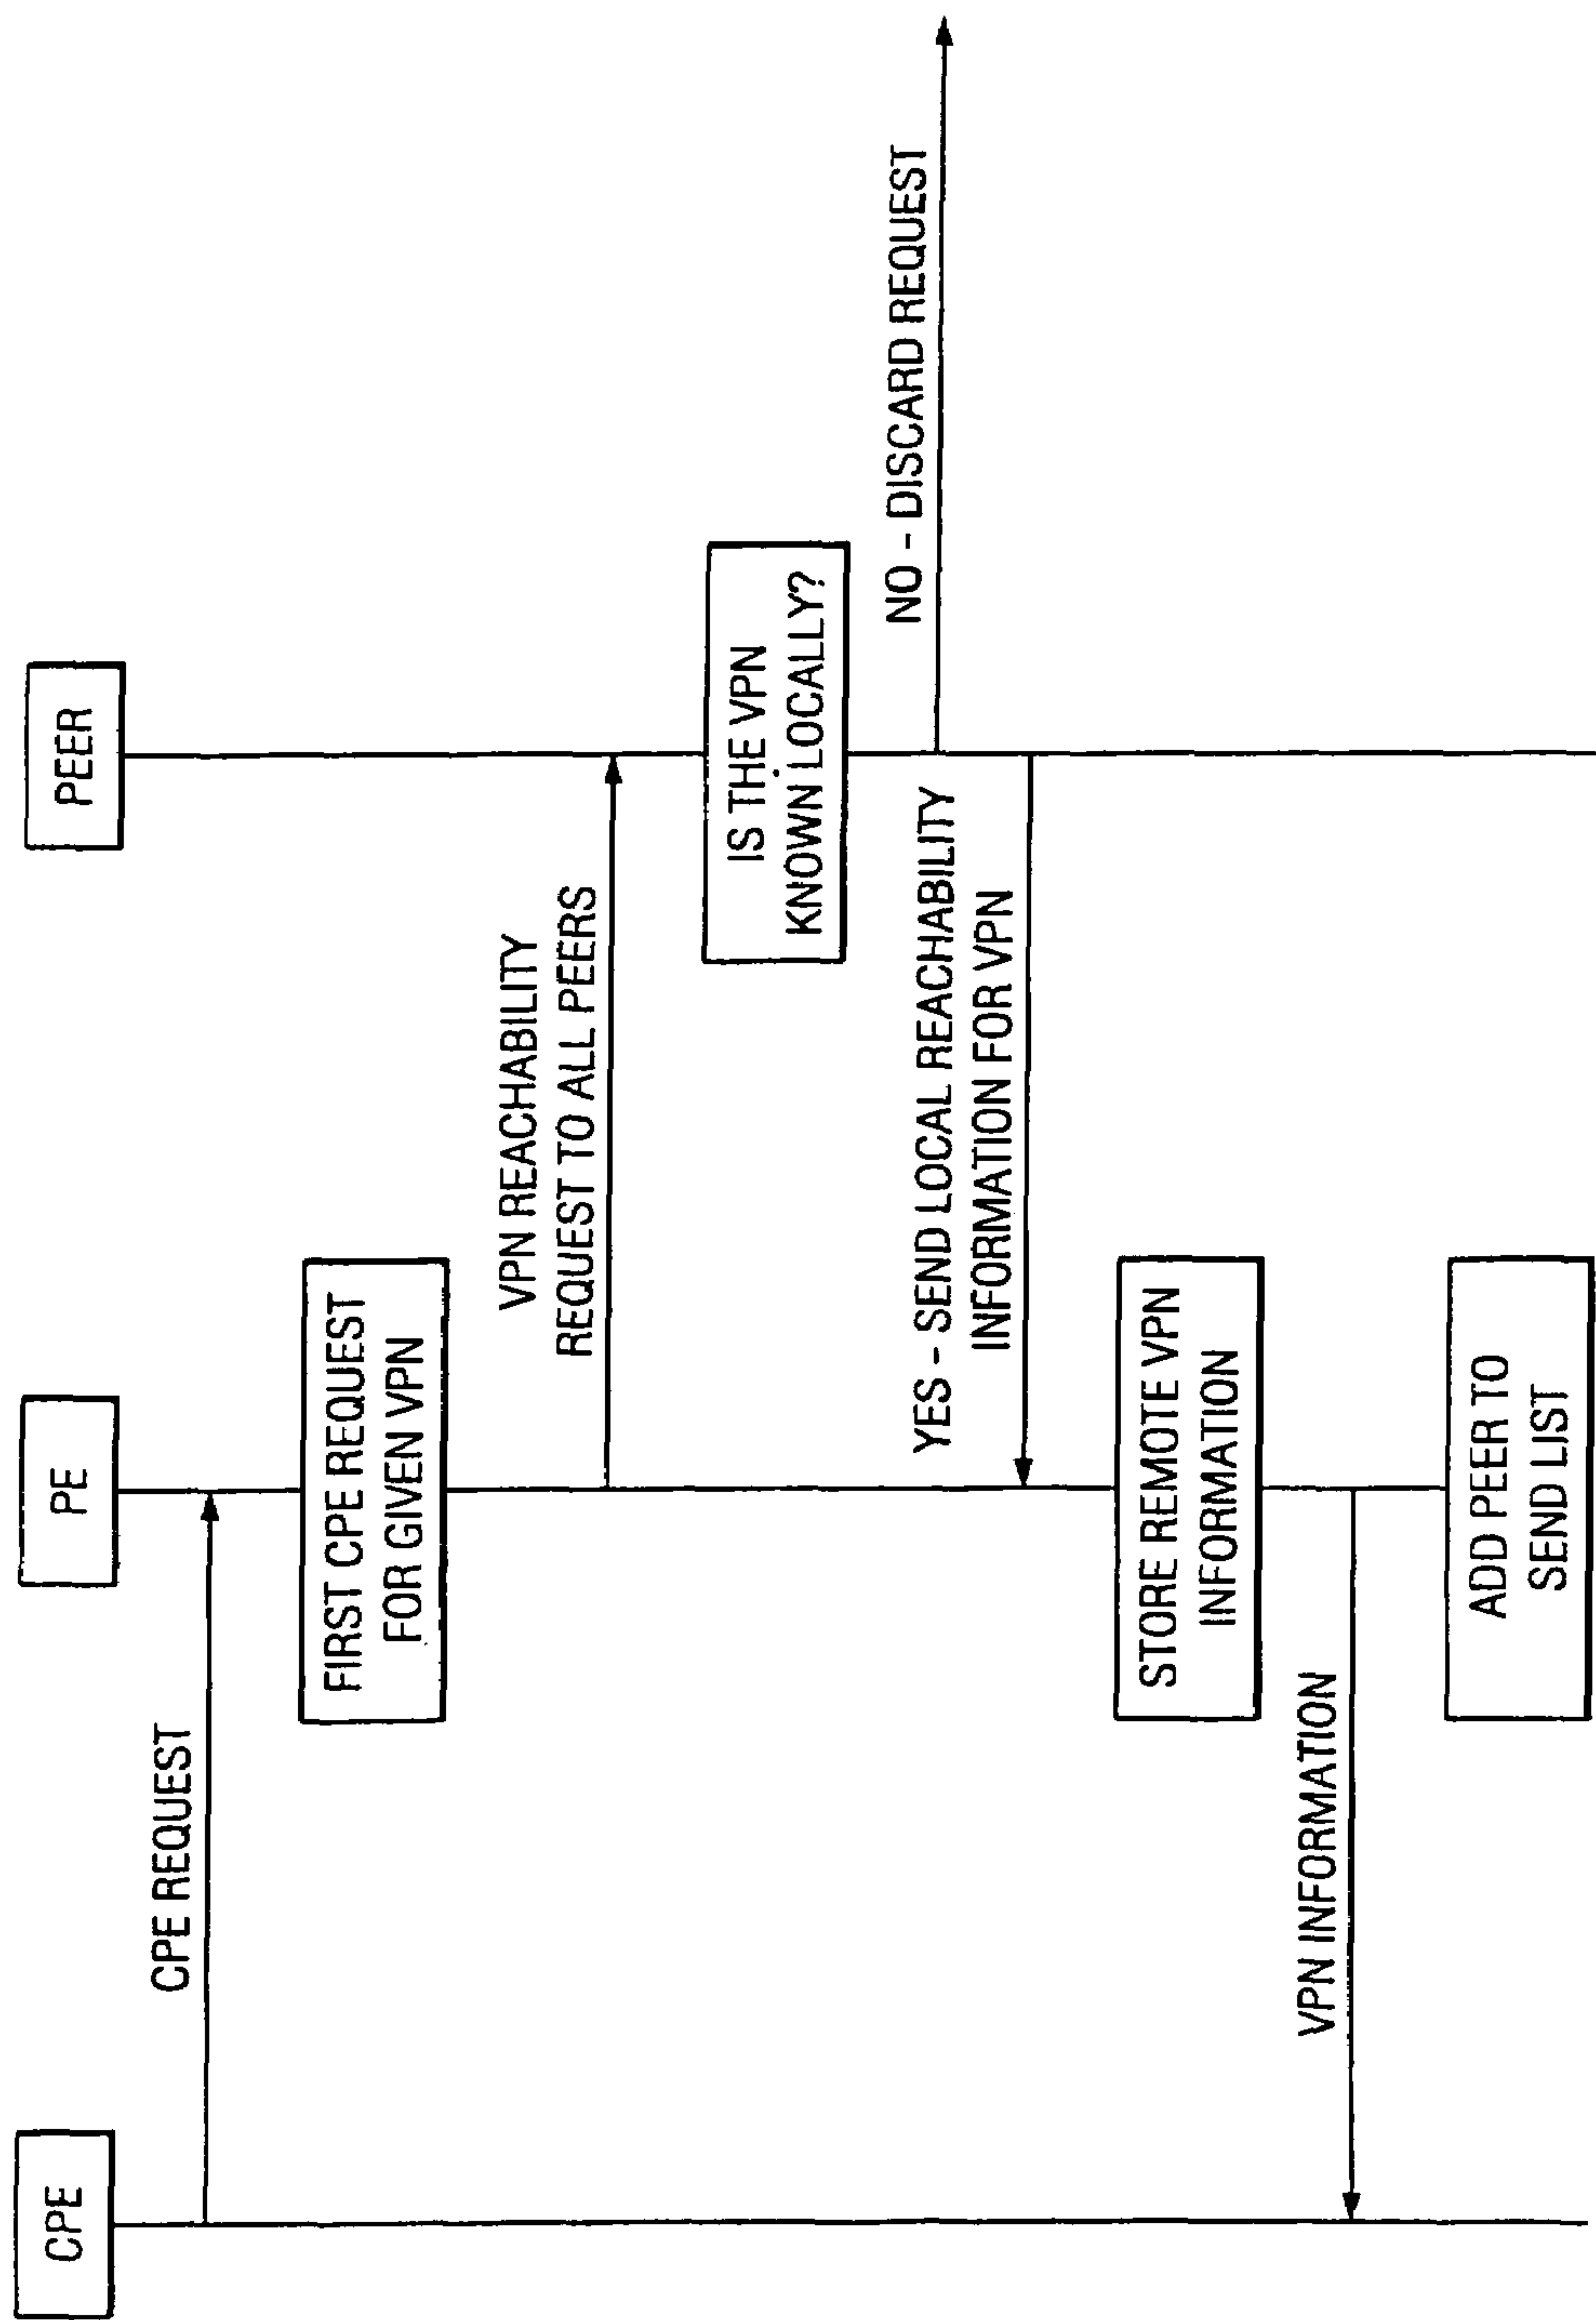 CPE
PE
PEER
CPE REQUEST
FIRST CPE REQUEST
FOR GIVEN VPN
VPN REACHABILITY
REQUEST TO ALL PEERS
IS THE VPN
KNOWN LOCALLY?
NO - DISCARD REQUEST
YES - SEND LOCAL REACHABILITY
INFORMATION FOR VPN
STORE REMOTE VPN
INFORMATION
VPN INFORMATION
ADD PEER TO
SEND LIST